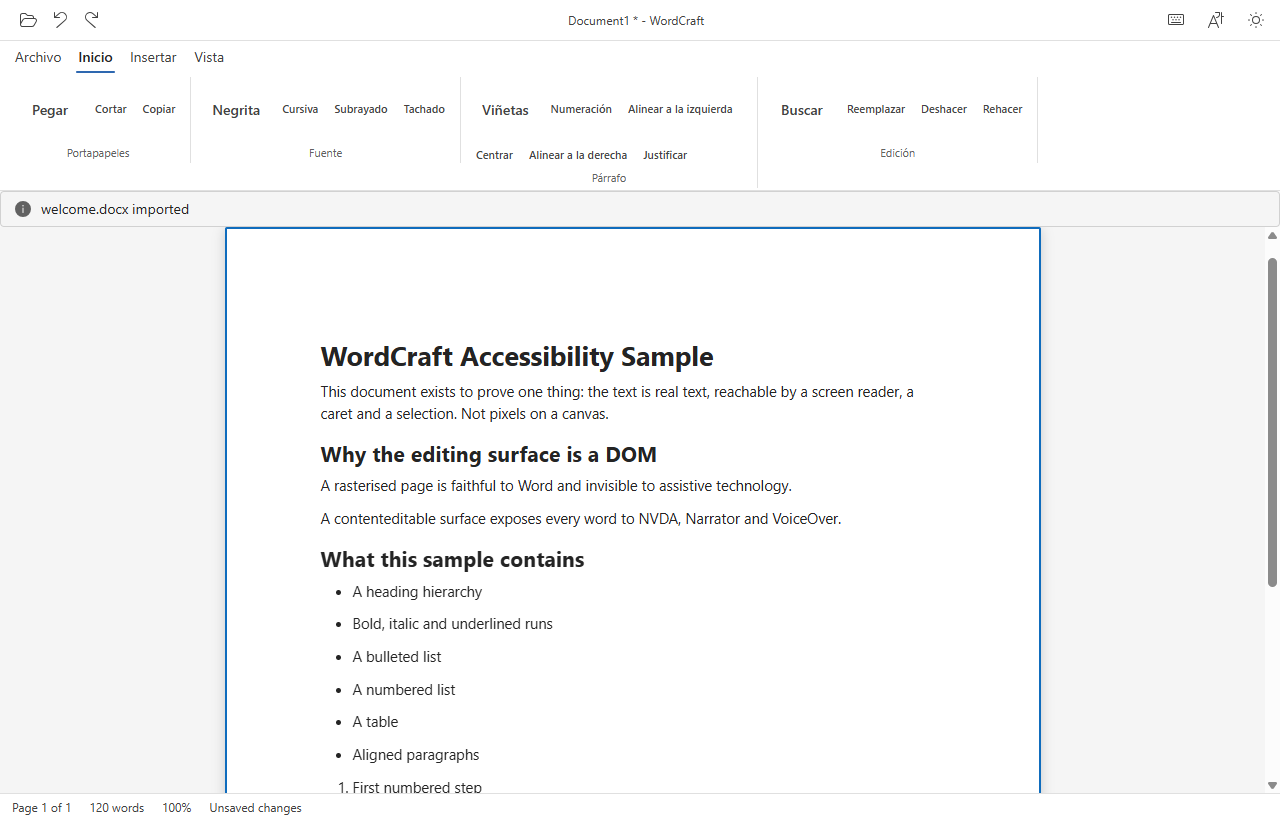 Document1 * - WordCraft
Archivo Inicio Insertar Vista
Pegar Cortar Copiar
Portapapeles
Negrita Cursiva Subrayado Tachado
Fuente
Viñetas Numeración Alinear a la izquierda
Centrar Alinear a la derecha Justificar
Párrafo
Buscar Reemplazar Deshacer Rehacer
Edición
welcome.docx imported
WordCraft Accessibility Sample
This document exists to prove one thing: the text is real text, reachable by a screen reader, a
caret and a selection. Not pixels on a canvas.
Why the editing surface is a DOM
A rasterised page is faithful to Word and invisible to assistive technology.
A contenteditable surface exposes every word to NVDA, Narrator and VoiceOver.
What this sample contains
• A heading hierarchy
• Bold, italic and underlined runs
• A bulleted list
• A numbered list
• A table
• Aligned paragraphs
1. First numbered step
Page 1 of 1 120 words 100% Unsaved changes